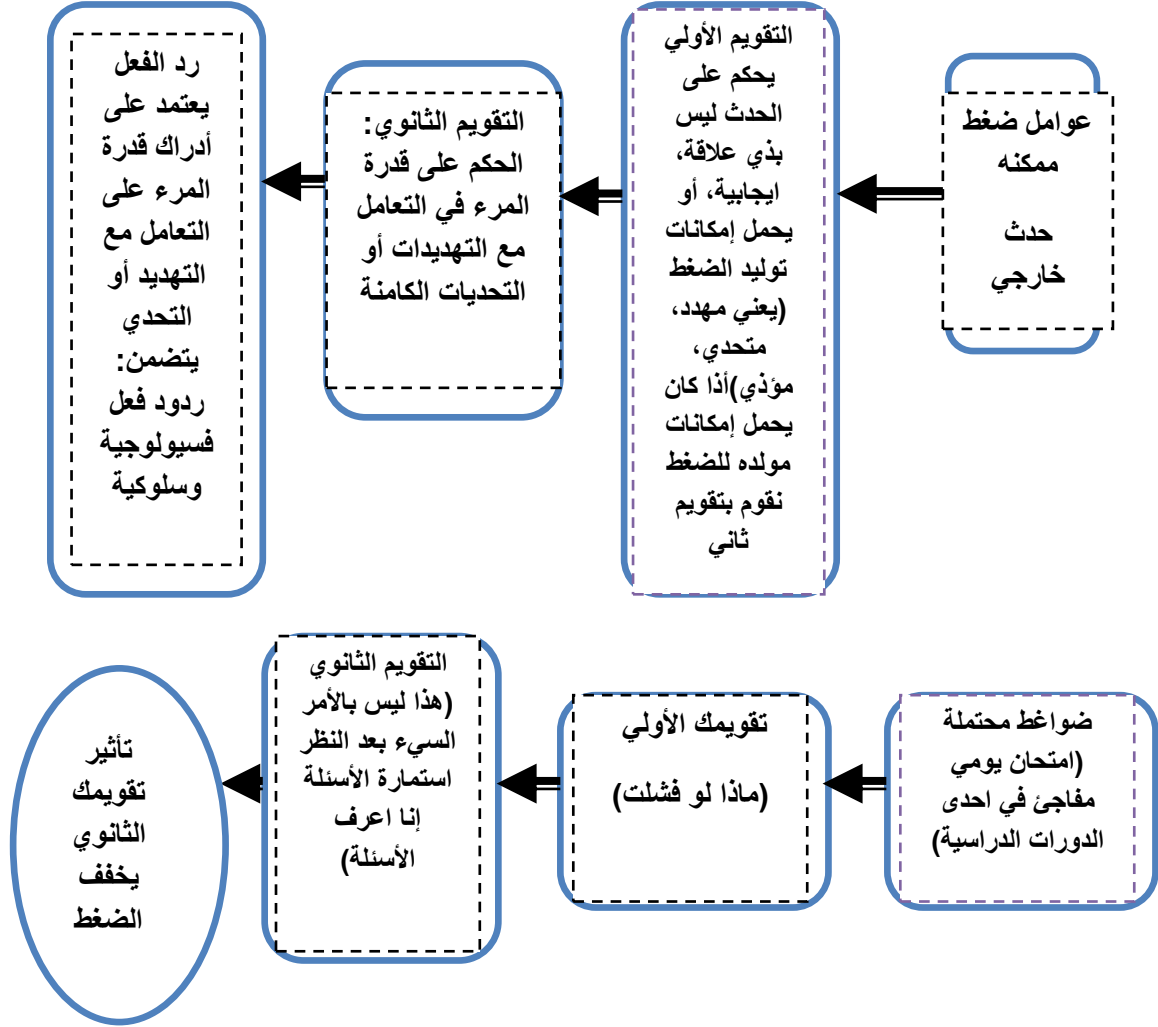 عوامل ضغط
ممكنه
حدث
خارجي
التقويم الأولي
يحكم على
الحدث ليس
بذي علاقة،
ايجابية، أو
يحمل إمكانات
توليد الضغط
(يعني مهدد،
متحدي،
مؤذي)أذا كان
يحمل إمكانات
مولده للضغط
نقوم بتقويم
ثاني
التقويم الثانوي:
الحكم على قدرة
المرء في التعامل
مع التهديدات أو
التحديات الكامنة
رد الفعل
يعتمد على
أدراك قدرة
المرء على
التعامل مع
التهديد أو
التحدي
يتضمن:
ردود فعل
فسيولوجية
وسلوكية
ضواغط محتملة
(امتحان يومي
مفاجئ في احدى
الدورات الدراسية)
تقويمك الأولي
(ماذا لو فشلت)
التقويم الثانوي
(هذا ليس بالأمر
السيء بعد النظر
استمارة الأسئلة
إنا اعرف
الأسئلة)
تأثير
تقويمك
الثانوي
يخفف
الضغط